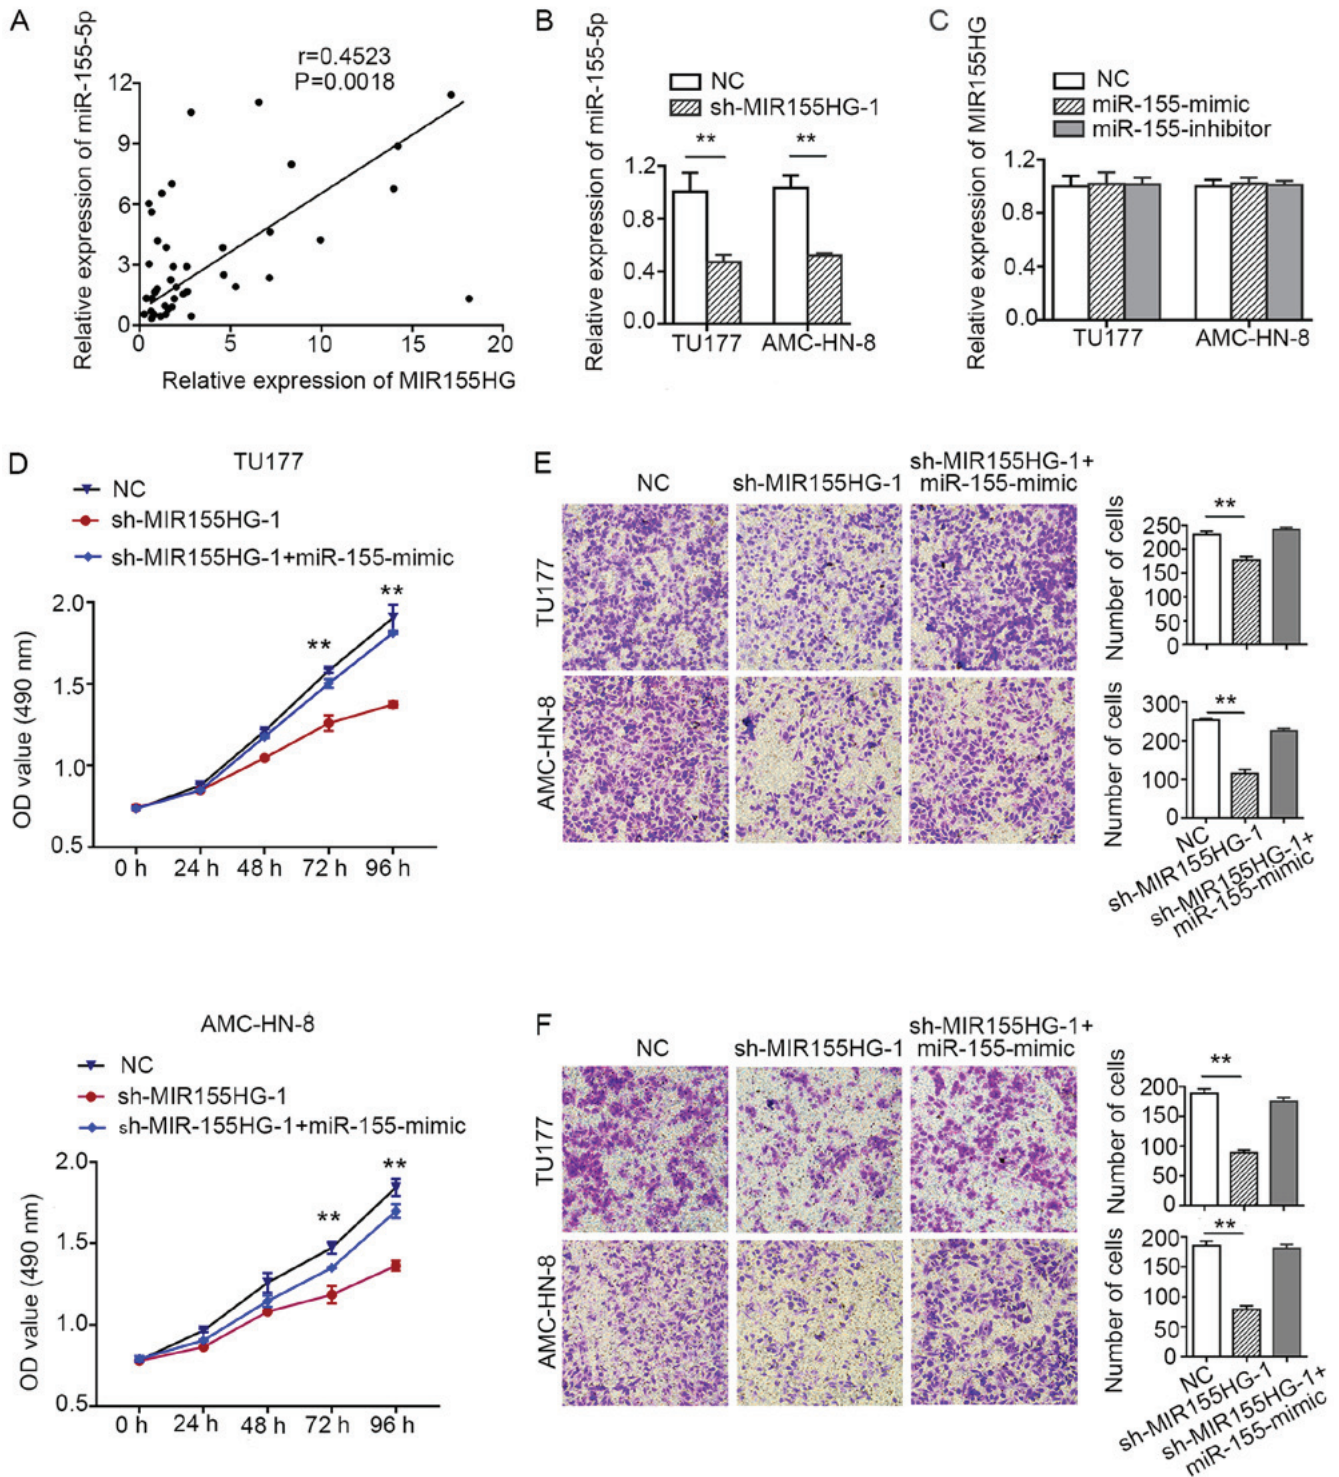 A
r=0.4523
P=0.0018
Relative expression of miR-155-5p
12
9
6
3
0
0
5
10
15
20
Relative expression of MIR155HG
B
NC
sh-MIR155HG-1
Relative expression of miR-155-5p
**
**
1.2
0.8
0.4
0.0
TU177
AMC-HN-8
C
NC
miR-155-mimic
miR-155-inhibitor
Relative expression of MIR155HG
1.2
0.8
0.4
0.0
TU177
AMC-HN-8
D
TU177
NC
sh-MIR155HG-1
sh-MIR155HG-1+miR-155-mimic
OD value (490 nm)
2.0
1.5
1.0
0.5
**
**
0 h
24 h
48 h
72 h
96 h
AMC-HN-8
NC
sh-MIR155HG-1
sh-MIR-155HG-1+miR-155-mimic
OD value (490 nm)
2.0
1.5
1.0
0.5
**
**
0 h
24 h
48 h
72 h
96 h
E
NC
sh-MIR155HG-1
sh-MIR155HG-1+
miR-155-mimic
TU177
AMC-HN-8
Number of cells
250
200
150
100
50
0
**
Number of cells
300
200
100
0
**
NC
sh-MIR155HG-1
sh-MIR155HG-1+
miR-155-mimic
F
NC
sh-MIR155HG-1
sh-MIR155HG-1+
miR-155-mimic
TU177
AMC-HN-8
Number of cells
200
150
100
50
0
**
Number of cells
200
150
100
50
0
**
NC
sh-MIR155HG-1
sh-MIR155HG-1+
miR-155-mimic